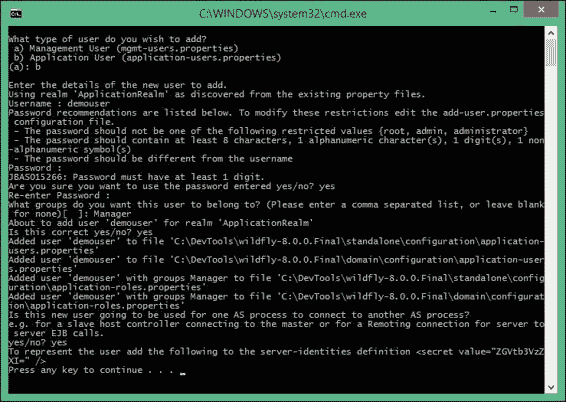 C:\WINDOWS\system32\cmd.exe
What type of user do you wish to add?
a) Management User (mgmt-users.properties)
b) Application User (application-users.properties)
(a): b
Enter the details of the new user to add.
Using realm 'ApplicationRealm' as discovered from the existing property files.
Username : demouser
Password recommendations are listed below. To modify these restrictions edit the add-user.properties
configuration file.
- The password should not be one of the following restricted values {root, admin, administrator}
- The password should contain at least 8 characters, 1 alphanumeric character(s), 1 digit(s), 1 non
-alphanumeric symbol(s)
- The password should be different from the username
Password :
JBAS015266: Password must have at least 1 digit.
Are you sure you want to use the password entered yes/no? yes
Re-enter Password :
What groups do you want this user to belong to? (Please enter a comma separated list, or leave blank
for none)[  ]: Manager
About to add user 'demouser' for realm 'ApplicationRealm'
Is this correct yes/no? yes
Added user 'demouser' to file 'C:\DevTools\wildfly-8.0.0.Final\standalone\configuration\application-
users.properties'
Added user 'demouser' to file 'C:\DevTools\wildfly-8.0.0.Final\domain\configuration\application-user
s.properties'
Added user 'demouser' with groups Manager to file 'C:\DevTools\wildfly-8.0.0.Final\standalone\config
uration\application-roles.properties'
Added user 'demouser' with groups Manager to file 'C:\DevTools\wildfly-8.0.0.Final\domain\configurat
ion\application-roles.properties'
Is this new user going to be used for one AS process to connect to another AS process?
e.g. for a slave host controller connecting to the master or for a Remoting connection for server to
server EJB calls.
yes/no? yes
To represent the user add the following to the server-identities definition <secret value="ZGVtb3VzZ
XI=" />
Press any key to continue . . . _